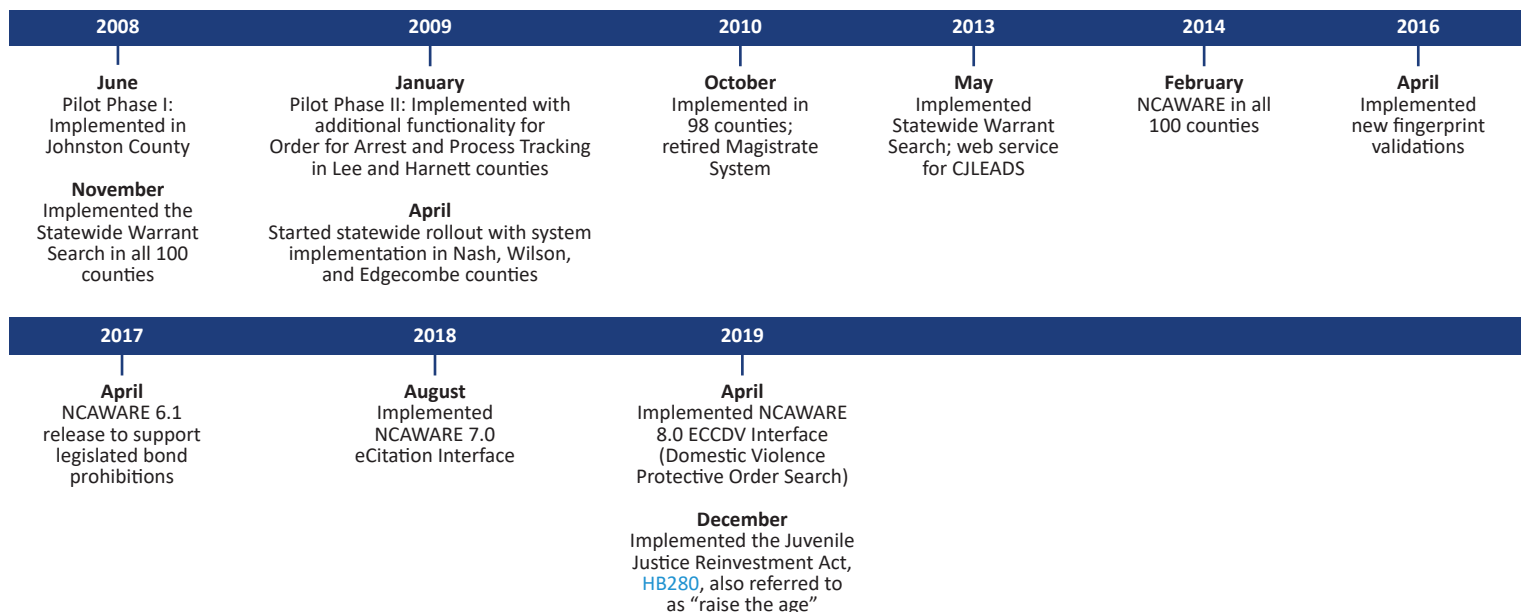 2008
June
Pilot Phase I:
Implemented in
Johnston County
November
Implemented the
Statewide Warrant
Search in all 100
counties
2009
January
Pilot Phase II: Implemented with
additional functionality for
Order for Arrest and Process Tracking
in Lee and Harnett counties
April
Started statewide rollout with system
implementation in Nash, Wilson,
and Edgecombe counties
2010
October
Implemented in
98 counties;
retired Magistrate
System
2013
May
Implemented
Statewide Warrant
Search; web service
for CJLEADS
2014
February
NCAWARE in all
100 counties
2016
April
Implemented
new fingerprint
validations
2017
April
NCAWARE 6.1
release to support
legislated bond
prohibitions
2018
August
Implemented
NCAWARE 7.0
eCitation Interface
2019
April
Implemented NCAWARE
8.0 ECCDV Interface
(Domestic Violence
Protective Order Search)
December
Implemented the Juvenile
Justice Reinvestment Act,
HB280, also referred to
as “raise the age”